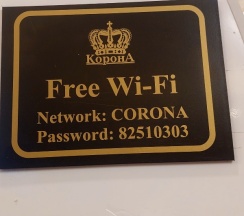 КоронА
Free Wi-Fi
Network: CORONA
Password: 82510303